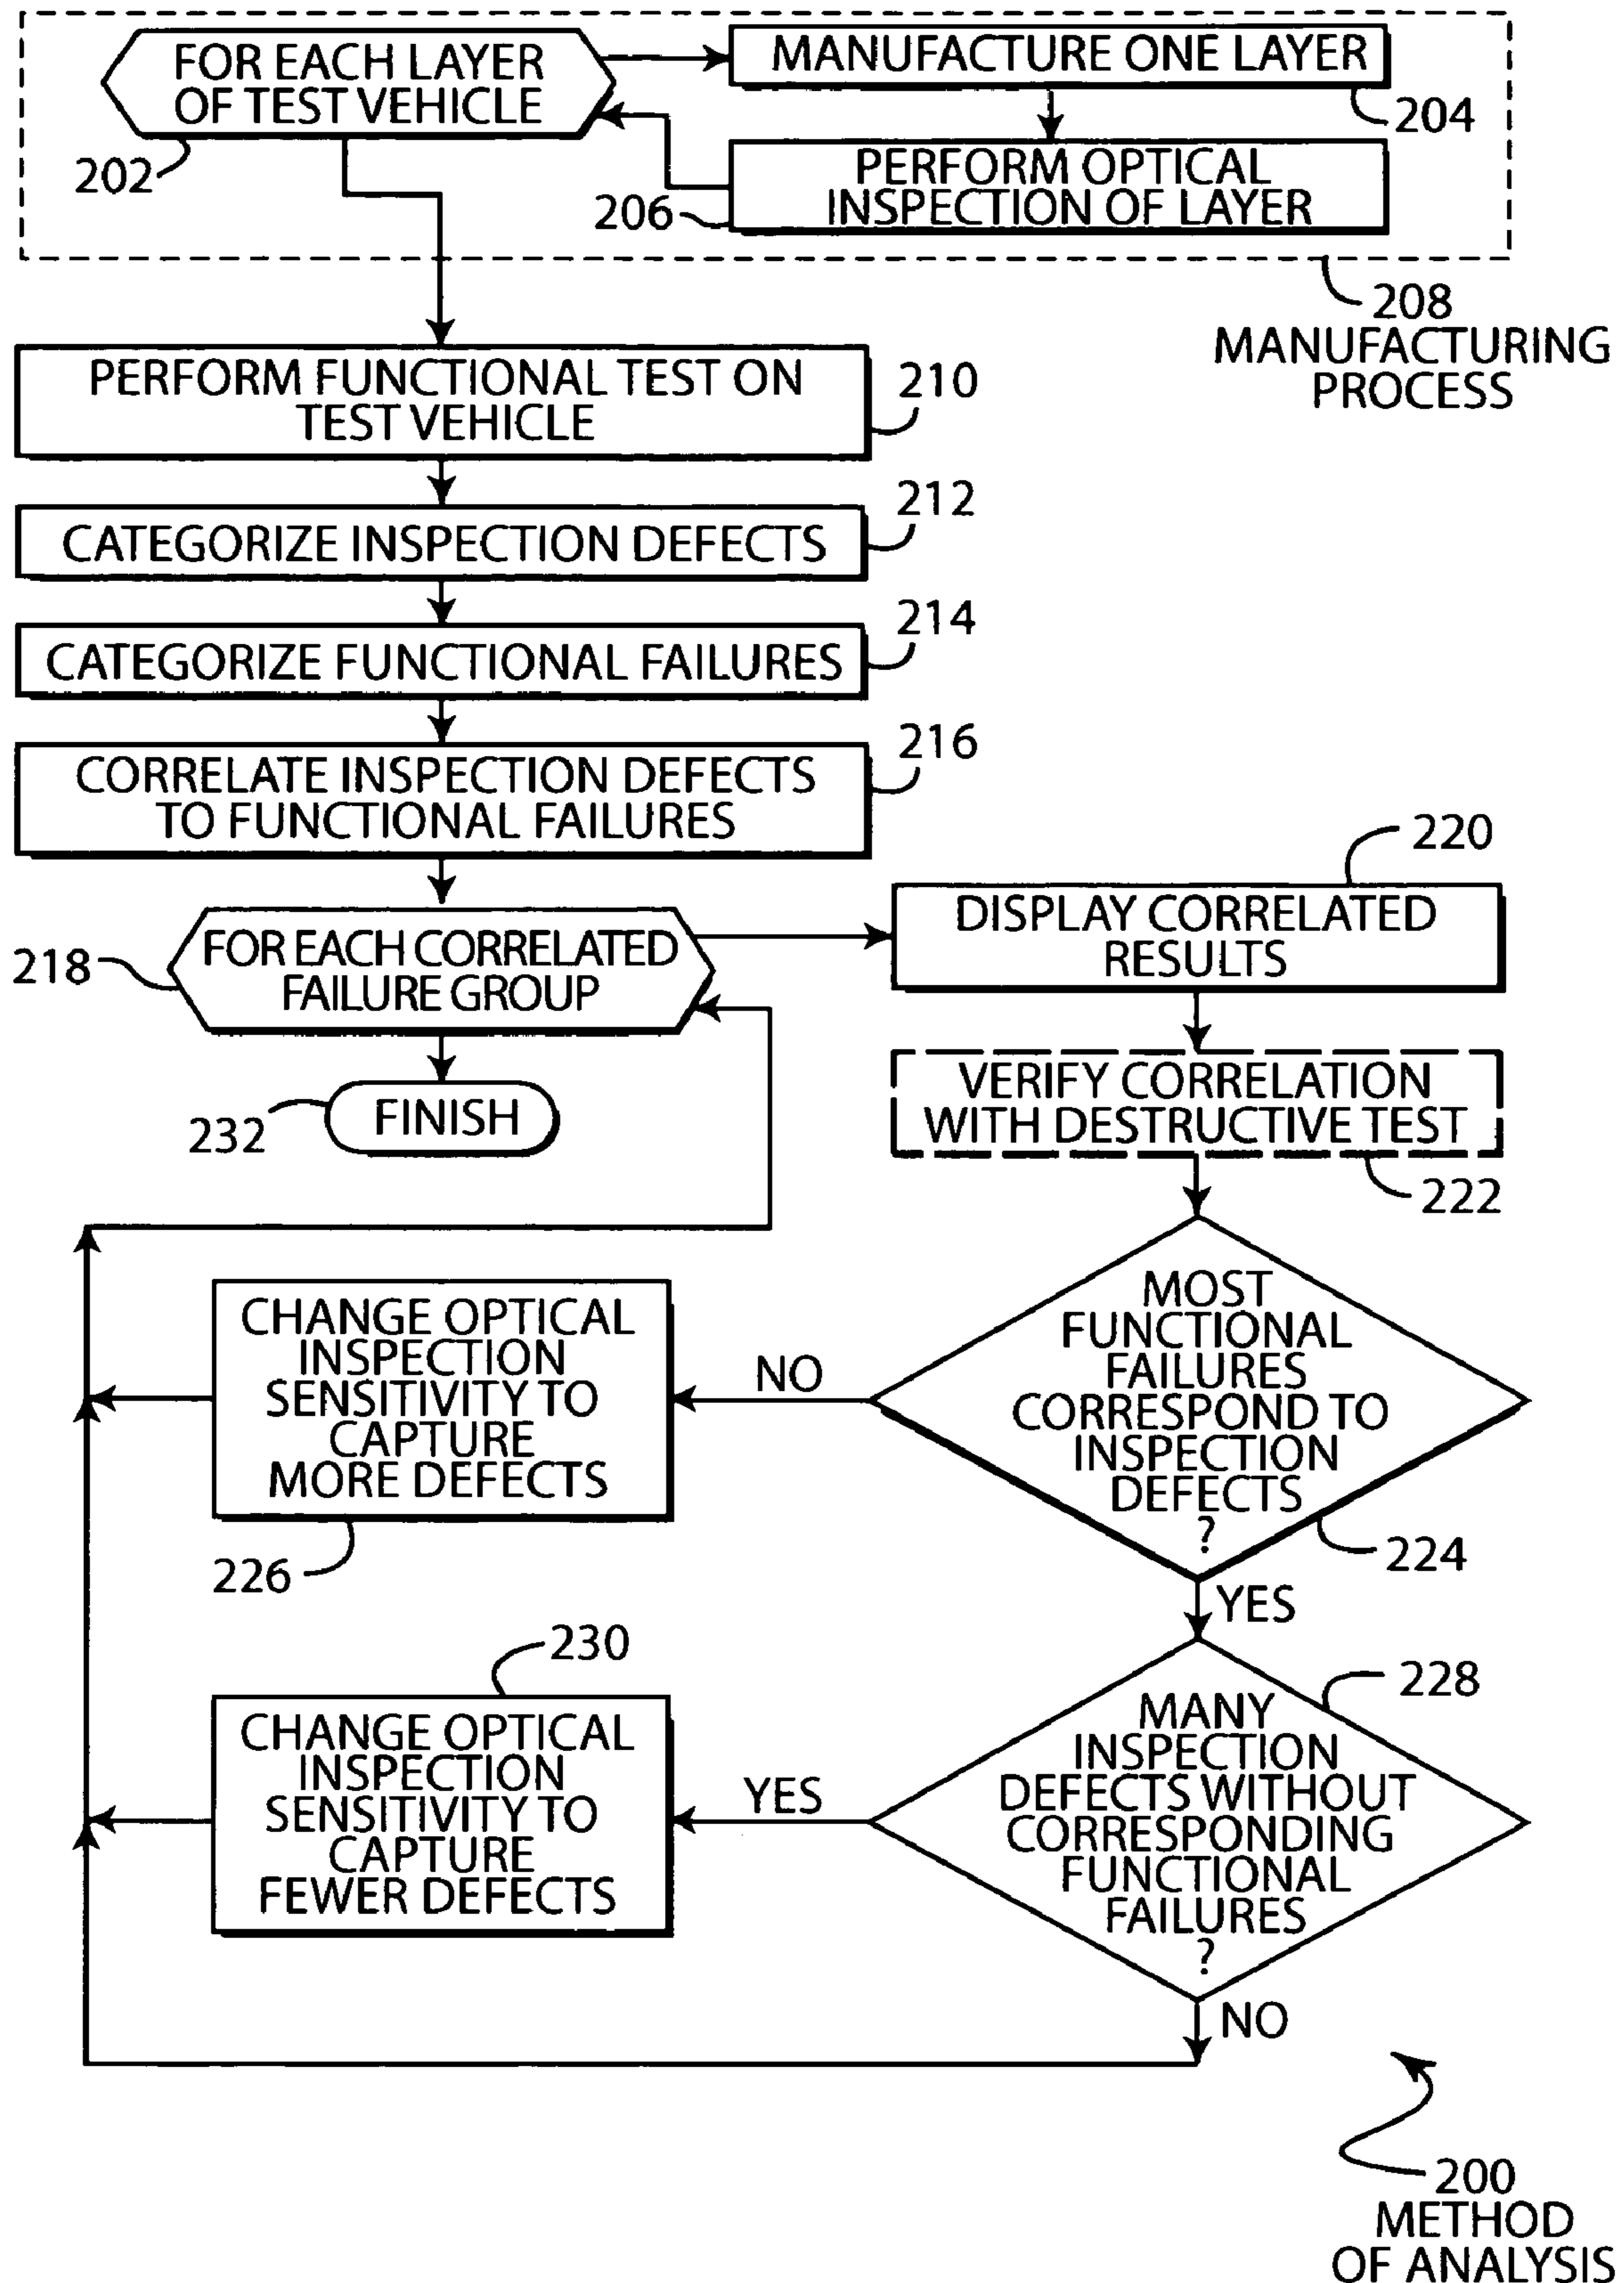 FOR EACH LAYER
OF TEST VEHICLE
202
MANUFACTURE ONE LAYER
204
PERFORM OPTICAL
INSPECTION OF LAYER
206
208
MANUFACTURING
PROCESS
PERFORM FUNCTIONAL TEST ON
TEST VEHICLE
210
CATEGORIZE INSPECTION DEFECTS
212
CATEGORIZE FUNCTIONAL FAILURES
214
CORRELATE INSPECTION DEFECTS
TO FUNCTIONAL FAILURES
216
FOR EACH CORRELATED
FAILURE GROUP
218
DISPLAY CORRELATED
RESULTS
220
FINISH
232
VERIFY CORRELATION
WITH DESTRUCTIVE TEST
222
MOST
FUNCTIONAL
FAILURES
CORRESPOND TO
INSPECTION
DEFECTS
?
224
NO
CHANGE OPTICAL
INSPECTION
SENSITIVITY TO
CAPTURE
MORE DEFECTS
226
YES
MANY
INSPECTION
DEFECTS WITHOUT
CORRESPONDING
FUNCTIONAL
FAILURES
?
228
YES
CHANGE OPTICAL
INSPECTION
SENSITIVITY TO
CAPTURE
FEWER DEFECTS
230
NO
200
METHOD
OF ANALYSIS